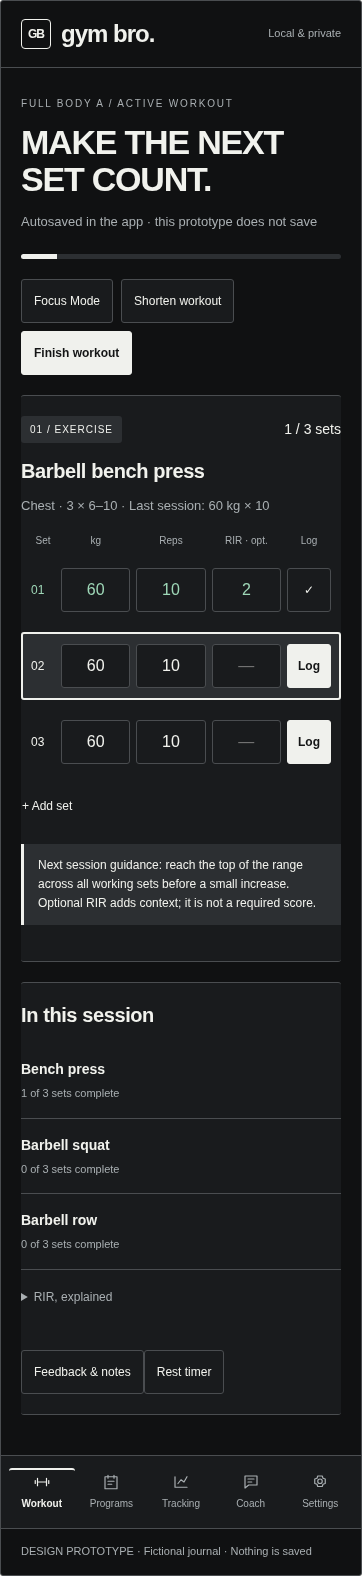 GB gym bro. Local & private
FULL BODY A / ACTIVE WORKOUT
MAKE THE NEXT
SET COUNT.
Autosaved in the app · this prototype does not save
Focus Mode Shorten workout
Finish workout
01 / EXERCISE 1 / 3 sets
Barbell bench press
Chest · 3 × 6–10 · Last session: 60 kg × 10
Set kg Reps RIR · opt. Log
01 60 10 2 ✓
02 60 10 — Log
03 60 10 — Log
+ Add set
Next session guidance: reach the top of the range
across all working sets before a small increase.
Optional RIR adds context; it is not a required score.
In this session
Bench press
1 of 3 sets complete
Barbell squat
0 of 3 sets complete
Barbell row
0 of 3 sets complete
RIR, explained
Feedback & notes Rest timer
Workout Programs Tracking Coach Settings
DESIGN PROTOTYPE · Fictional journal · Nothing is saved